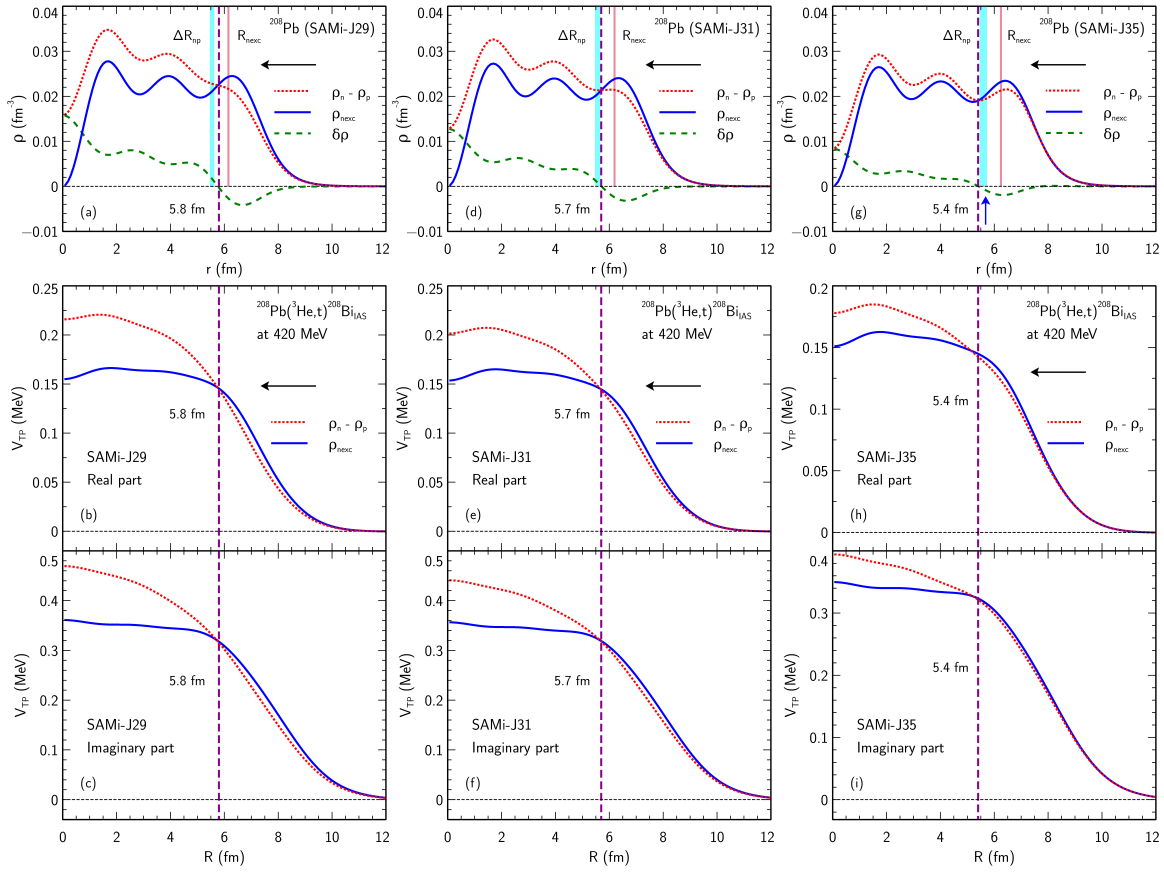 ²⁰⁸Pb (SAMi-J29)
ΔRnp
Rnexc
ρn - ρp
ρnexc
δρ
(a)
5.8 fm
0.04
0.03
0.02
0.01
0
−0.01
ρ (fm⁻³)
0 2 4 6 8 10 12
r (fm)
²⁰⁸Pb (SAMi-J31)
ΔRnp
Rnexc
ρn - ρp
ρnexc
δρ
(d)
5.7 fm
0.04
0.03
0.02
0.01
0
−0.01
ρ (fm⁻³)
0 2 4 6 8 10 12
r (fm)
²⁰⁸Pb (SAMi-J35)
ΔRnp
Rnexc
ρn - ρp
ρnexc
δρ
(g)
5.4 fm
0.04
0.03
0.02
0.01
0
−0.01
ρ (fm⁻³)
0 2 4 6 8 10 12
r (fm)
²⁰⁸Pb(³He,t)²⁰⁸BiIAS
at 420 MeV
5.8 fm
ρn - ρp
ρnexc
SAMi-J29
Real part
(b)
0.25
0.2
0.15
0.1
0.05
0
VTP (MeV)
²⁰⁸Pb(³He,t)²⁰⁸BiIAS
at 420 MeV
5.7 fm
ρn - ρp
ρnexc
SAMi-J31
Real part
(e)
0.25
0.2
0.15
0.1
0.05
0
VTP (MeV)
²⁰⁸Pb(³He,t)²⁰⁸BiIAS
at 420 MeV
5.4 fm
ρn - ρp
ρnexc
SAMi-J35
Real part
(h)
0.2
0.15
0.1
0.05
0
VTP (MeV)
5.8 fm
SAMi-J29
Imaginary part
(c)
0.5
0.4
0.3
0.2
0.1
0
VTP (MeV)
0 2 4 6 8 10 12
R (fm)
5.7 fm
SAMi-J31
Imaginary part
(f)
0.5
0.4
0.3
0.2
0.1
0
VTP (MeV)
0 2 4 6 8 10 12
R (fm)
5.4 fm
SAMi-J35
Imaginary part
(i)
0.4
0.3
0.2
0.1
0
VTP (MeV)
0 2 4 6 8 10 12
R (fm)